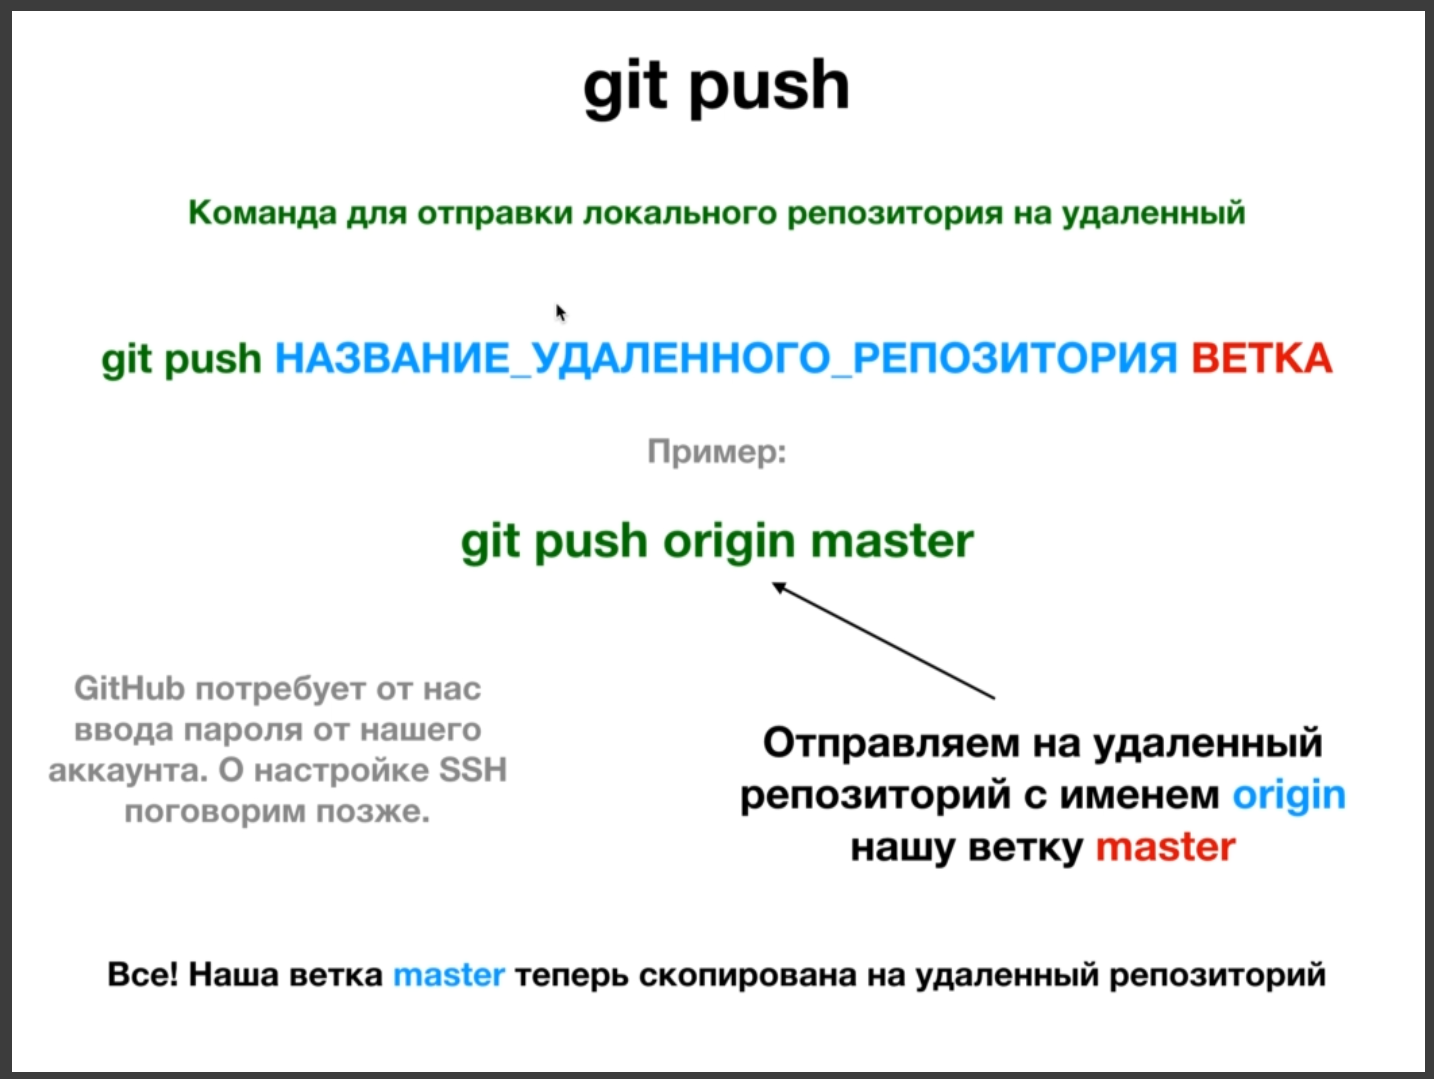 git push
Команда для отправки локального репозитория на удаленный
git push НАЗВАНИЕ_УДАЛЕННОГО_РЕПОЗИТОРИЯ ВЕТКА
Пример:
git push origin master
GitHub потребует от нас
ввода пароля от нашего
аккаунта. О настройке SSH
поговорим позже.
Отправляем на удаленный
репозиторий с именем origin
нашу ветку master
Все! Наша ветка master теперь скопирована на удаленный репозиторий